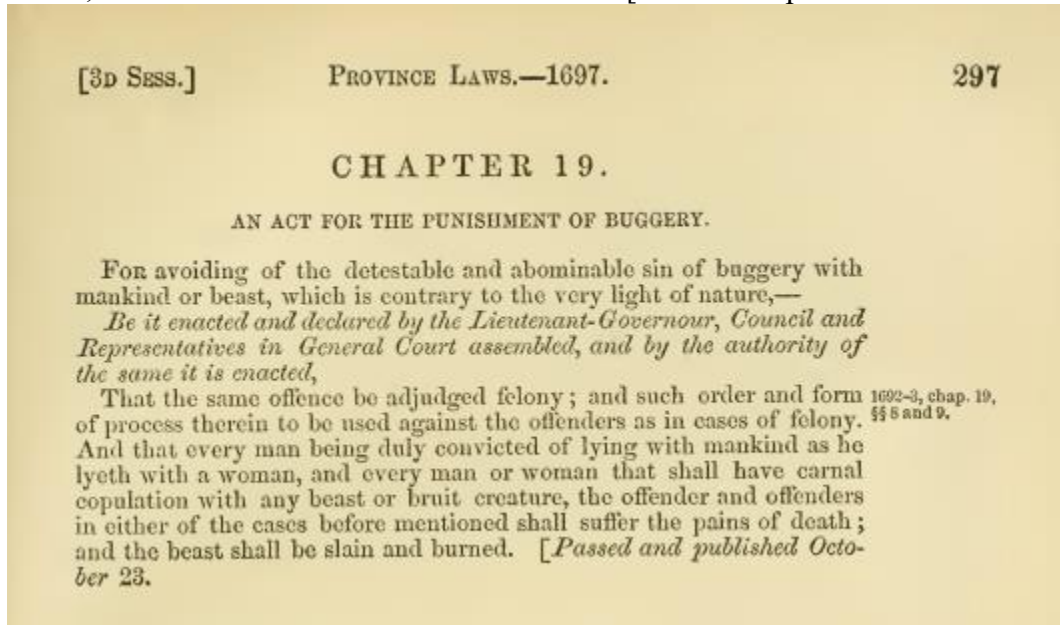 [3D SESS.] PROVINCE LAWS.—1697. 297
CHAPTER 19.
AN ACT FOR THE PUNISHMENT OF BUGGERY.
FOR avoiding of the detestable and abominable sin of buggery with
mankind or beast, which is contrary to the very light of nature,—
Be it enacted and declared by the Lieutenant-Governour, Council and
Representatives in General Court assembled, and by the authority of
the same it is enacted,
That the same offence be adjudged felony; and such order and form 1692-3, chap. 19,
of process therein to be used against the offenders as in cases of felony. §§ 8 and 9.
And that every man being duly convicted of lying with mankind as he
lyeth with a woman, and every man or woman that shall have carnal
copulation with any beast or bruit creature, the offender and offenders
in either of the cases before mentioned shall suffer the pains of death;
and the beast shall be slain and burned. [Passed and published Octo-
ber 23.